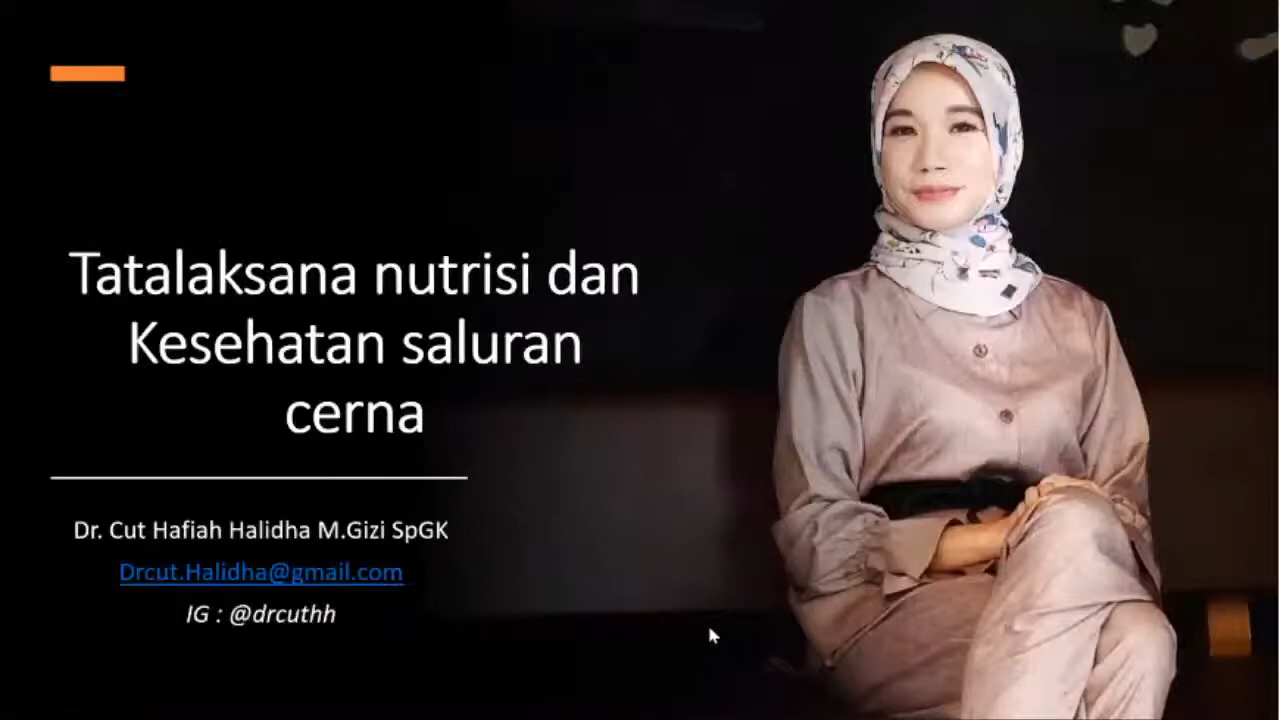 Tatalaksana nutrisi dan
Kesehatan saluran
cerna
Dr. Cut Hafiah Halidha M.Gizi SpGK
Drcut.Halidha@gmail.com
IG : @drcuthh